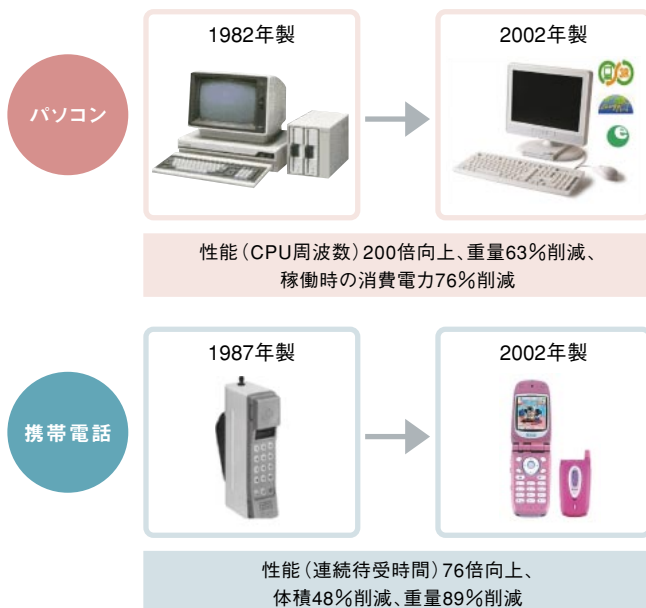 1982年製
2002年製
パソコン
性能（CPU周波数）200倍向上、重量63％削減、
稼働時の消費電力76％削減
1987年製
2002年製
携帯電話
性能（連続待受時間）76倍向上、
体積48％削減、重量89％削減